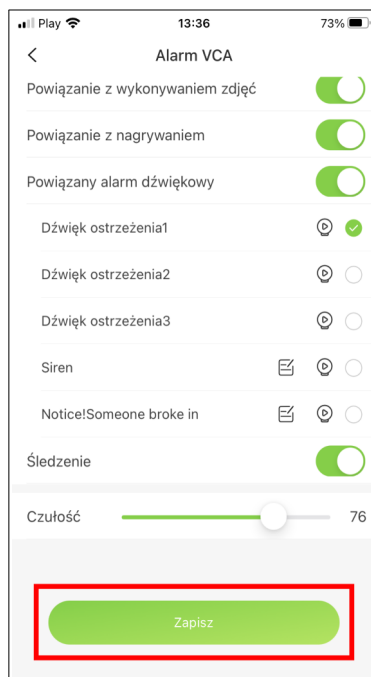 Play 13:36 73%
Alarm VCA
Powiązanie z wykonywaniem zdjęć
Powiązanie z nagrywaniem
Powiązany alarm dźwiękowy
Dźwięk ostrzeżenia1
Dźwięk ostrzeżenia2
Dźwięk ostrzeżenia3
Siren
Notice!Someone broke in
Śledzenie
Czułość 76
Zapisz